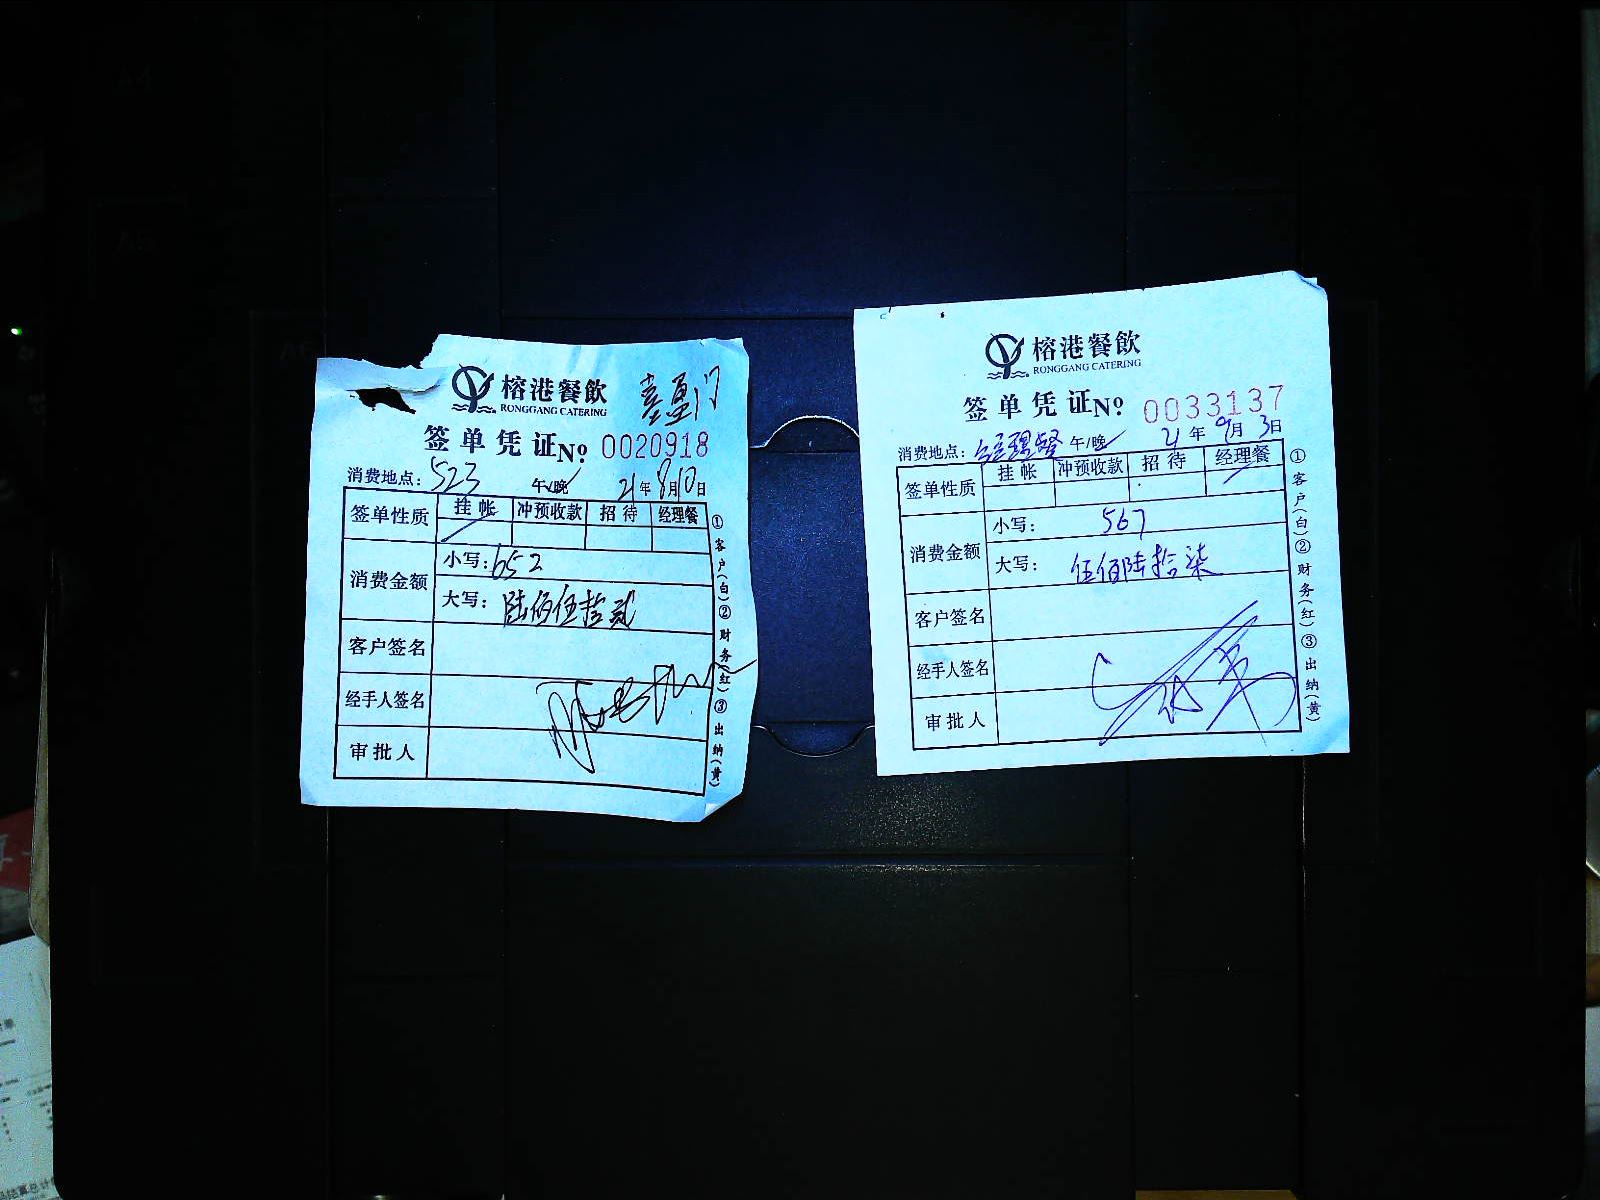 榕港餐飲
RONGGANG CATERING
喜盈门
签单凭证№ 0020918
消费地点: 523 午/晚 21年8月10日
签单性质 挂帐 冲预收款 招待 经理餐
消费金额
小写: 652
大写: 陆佰伍拾贰
客户签名
经手人签名
审批人
①客户(白)②财务(红)③出纳(黄)
榕港餐飲
RONGGANG CATERING
签单凭证№ 0033137
消费地点: 经理餐 午/晚 21年9月3日
签单性质 挂帐 冲预收款 招待 经理餐
消费金额
小写: 567
大写: 伍佰陆拾柒
客户签名
经手人签名
审批人
①客户(白)②财务(红)③出纳(黄)